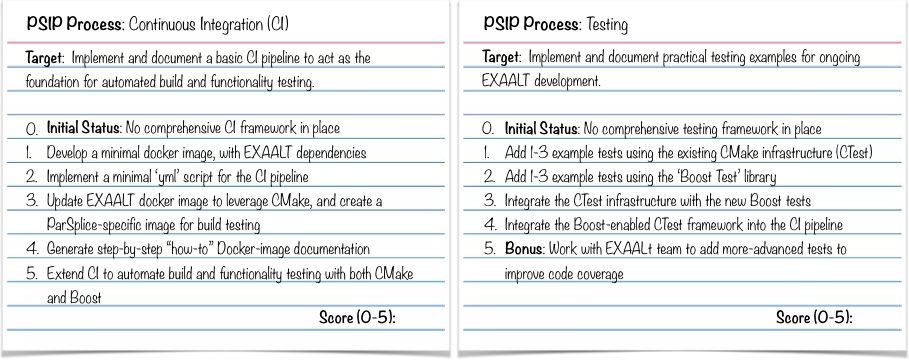 PSIP Process: Continuous Integration (CI)
Target: Implement and document a basic CI pipeline to act as the
foundation for automated build and functionality testing.
0. Initial Status: No comprehensive CI framework in place
1. Develop a minimal docker image, with EXAALT dependencies
2. Implement a minimal ‘yml’ script for the CI pipeline
3. Update EXAALT docker image to leverage CMake, and create a
ParSplice-specific image for build testing
4. Generate step-by-step “how-to” Docker-image documentation
5. Extend CI to automate build and functionality testing with both CMake
and Boost
Score (0-5):
PSIP Process: Testing
Target: Implement and document practical testing examples for ongoing
EXAALT development.
0. Initial Status: No comprehensive testing framework in place
1. Add 1-3 example tests using the existing CMake infrastructure (CTest)
2. Add 1-3 example tests using the ‘Boost Test’ library
3. Integrate the CTest infrastructure with the new Boost tests
4. Integrate the Boost-enabled CTest framework into the CI pipeline
5. Bonus: Work with EXAALt team to add more-advanced tests to
improve code coverage
Score (0-5):